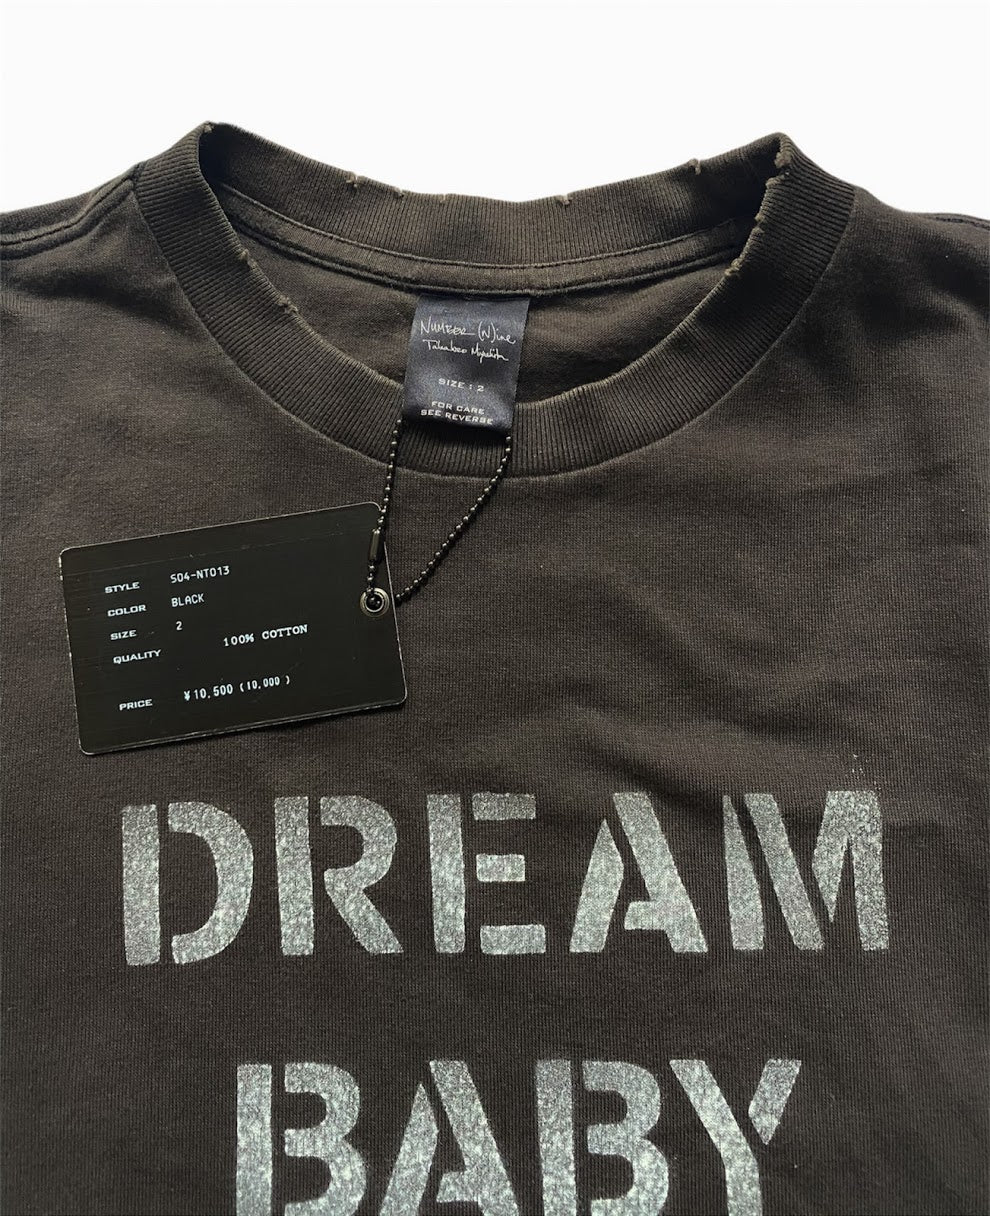 NUMBER (N)ine
Takahiro Miyashita
SIZE : 2
FOR CARE
SEE REVERSE
STYLE S04-NT013
COLOR BLACK
SIZE 2
QUALITY 100% COTTON
PRICE ¥10,500 (10,000)
DREAM
BABY